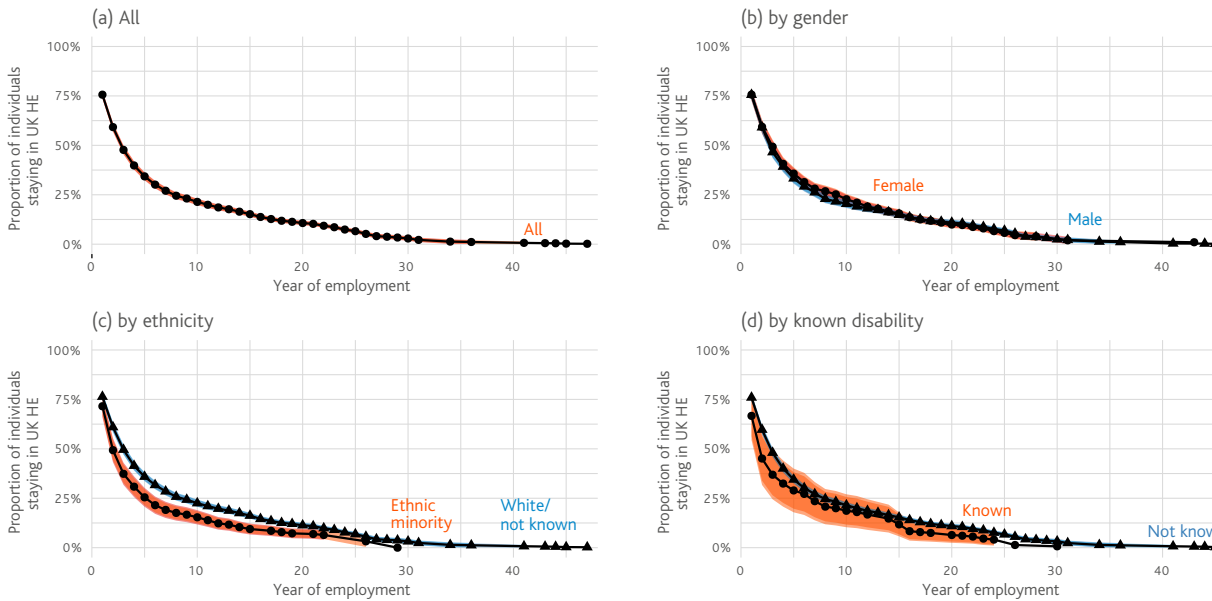 (a) All
Proportion of individuals
staying in UK HE
100%
75%
50%
25%
0%
All
0
10
20
30
40
Year of employment
(b) by gender
Proportion of individuals
staying in UK HE
100%
75%
50%
25%
0%
Female
Male
0
10
20
30
40
Year of employment
(c) by ethnicity
Proportion of individuals
staying in UK HE
100%
75%
50%
25%
0%
Ethnic
minority
White/
not known
0
10
20
30
40
Year of employment
(d) by known disability
Proportion of individuals
staying in UK HE
100%
75%
50%
25%
0%
Known
Not know
0
10
20
30
40
Year of employment